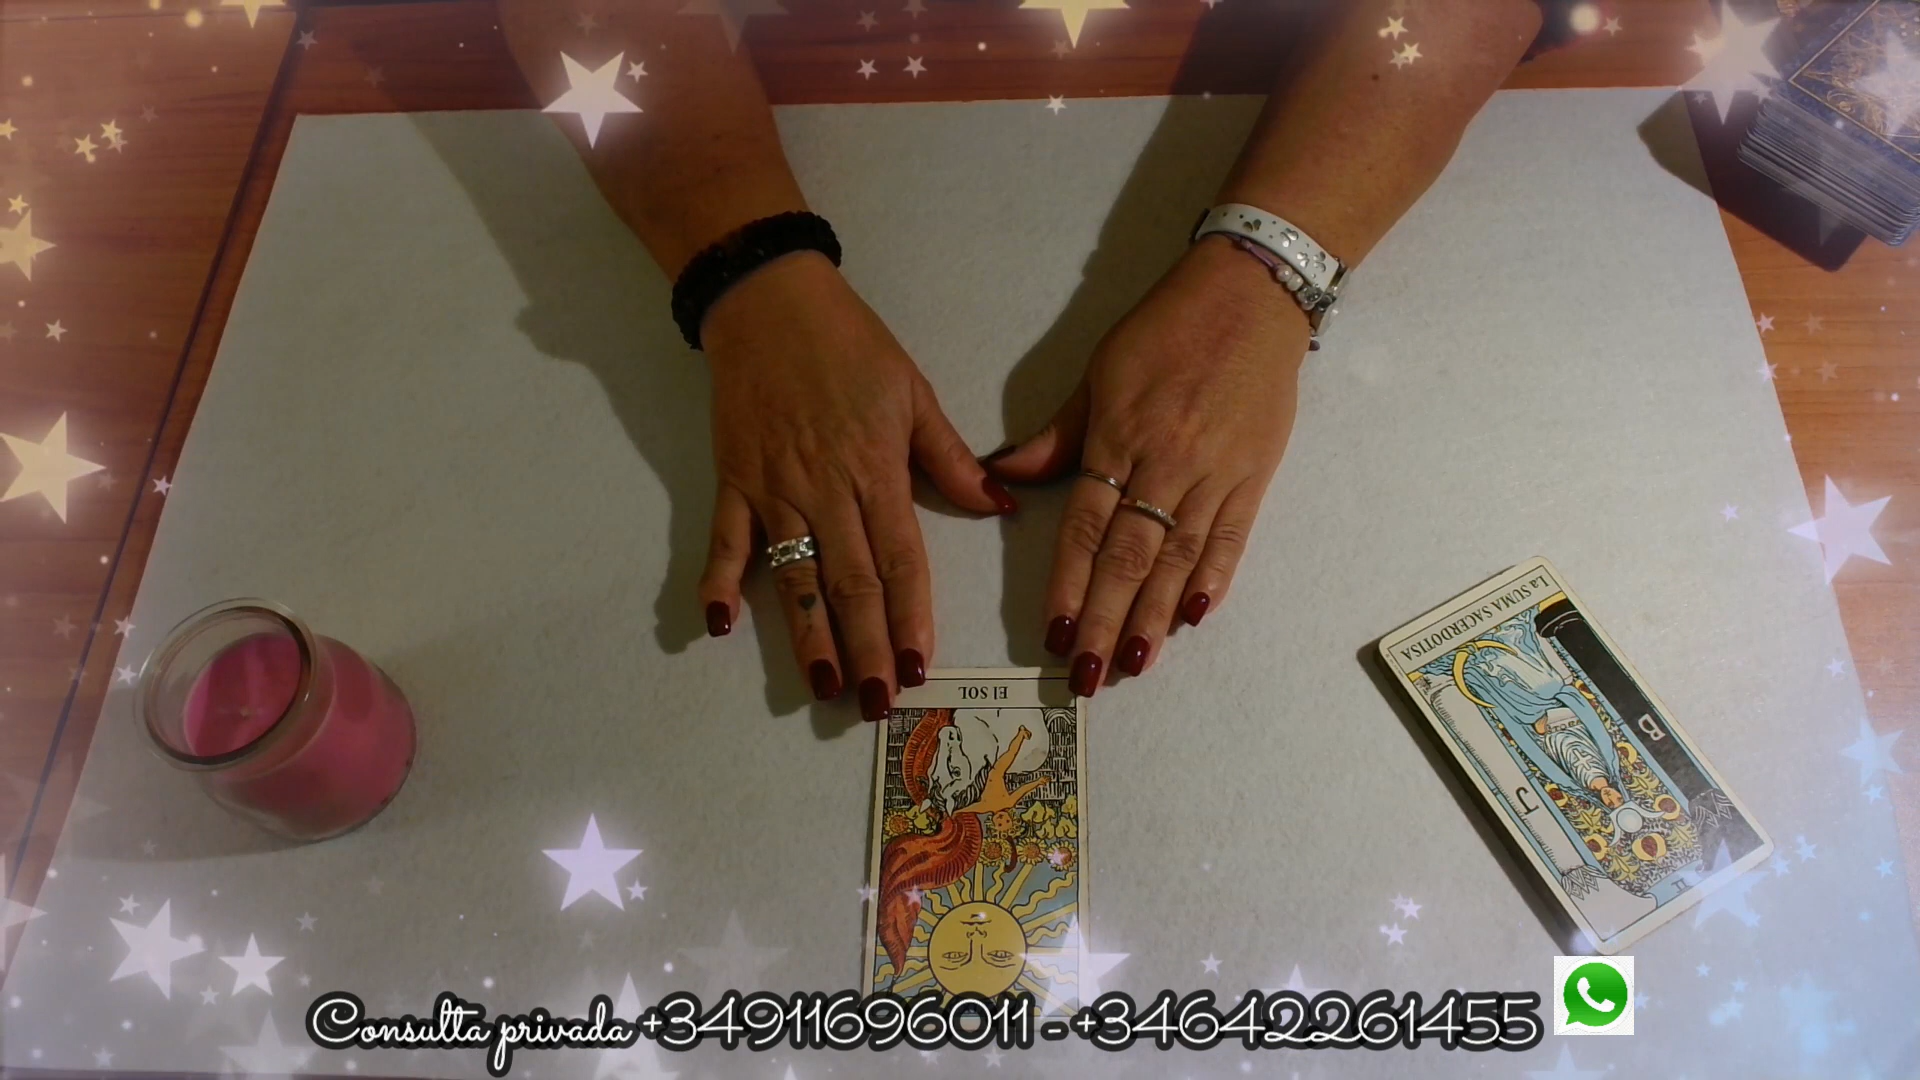 El SOL
La SUMA SACERDOTISA
B
J
II
Consulta privada +34911696011 - +34642261455